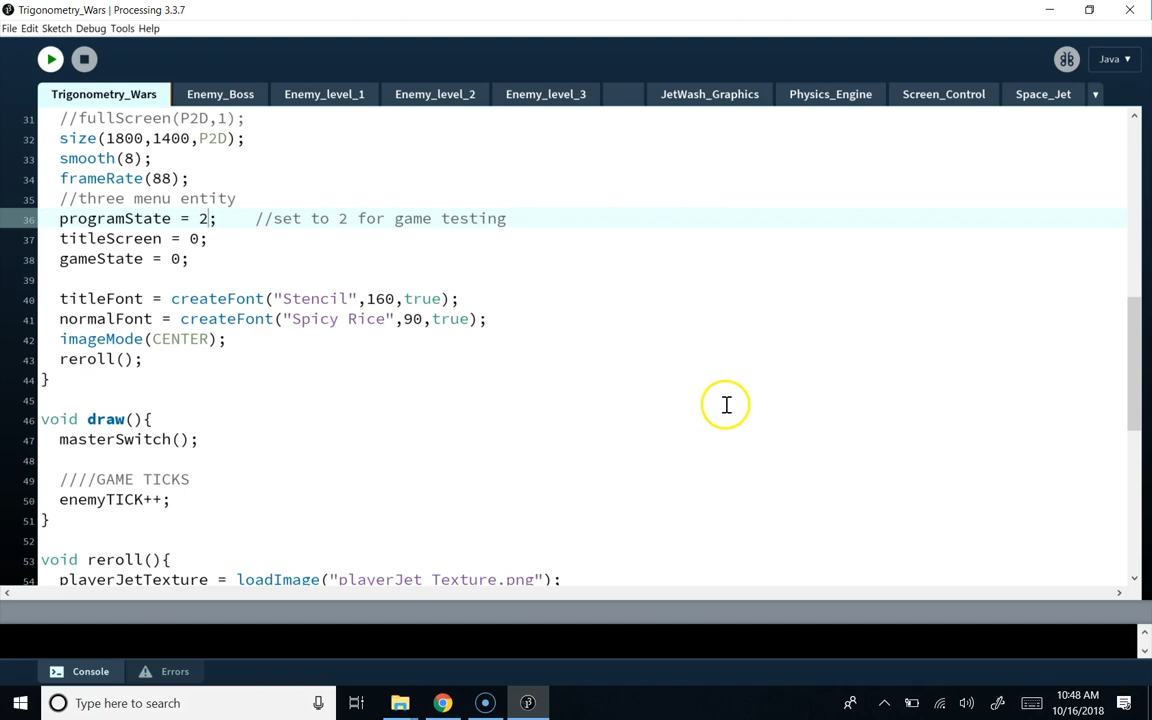 Trigonometry_Wars | Processing 3.3.7
File Edit Sketch Debug Tools Help
Java ▼
Trigonometry_Wars Enemy_Boss Enemy_level_1 Enemy_level_2 Enemy_level_3 JetWash_Graphics Physics_Engine Screen_Control Space_Jet ▼
31 //fullScreen(P2D,1);
32 size(1800,1400,P2D);
33 smooth(8);
34 frameRate(88);
35 //three menu entity
36 programState = 2; //set to 2 for game testing
37 titleScreen = 0;
38 gameState = 0;
39
40 titleFont = createFont("Stencil",160,true);
41 normalFont = createFont("Spicy Rice",90,true);
42 imageMode(CENTER);
43 reroll();
44 }
45
46 void draw(){
47 masterSwitch();
48
49 ////GAME TICKS
50 enemyTICK++;
51 }
52
53 void reroll(){
54 playerJetTexture = loadImage("playerJet_Texture.png");
Console Errors
Type here to search
10:48 AM
10/16/2018